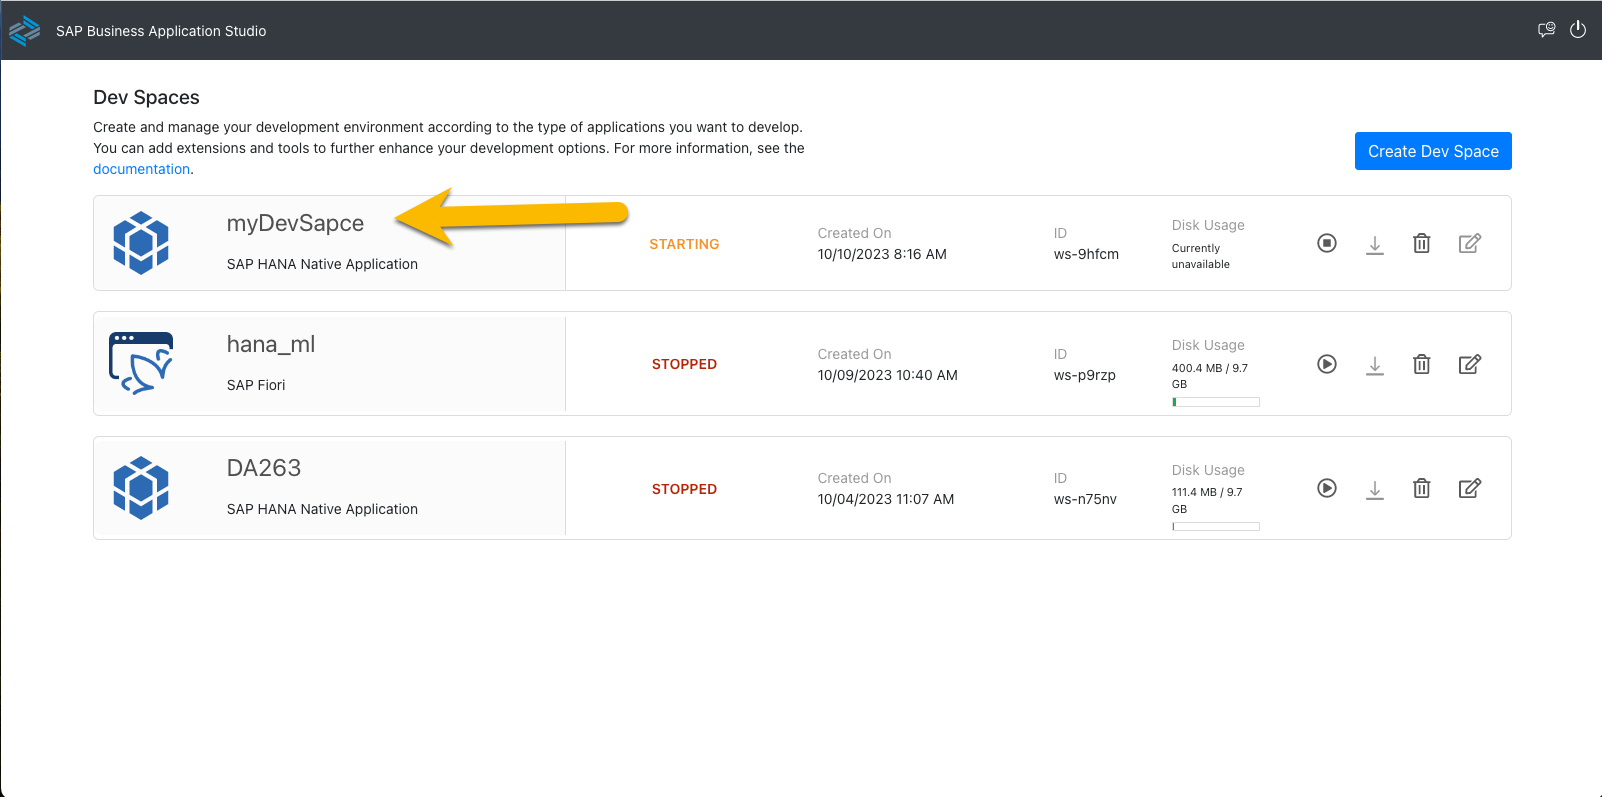 SAP Business Application Studio
Dev Spaces
Create and manage your development environment according to the type of applications you want to develop.
You can add extensions and tools to further enhance your development options. For more information, see the
documentation.
Create Dev Space
myDevSapce
SAP HANA Native Application
STARTING
Created On
10/10/2023 8:16 AM
ID
ws-9hfcm
Disk Usage
Currently
unavailable
hana_ml
SAP Fiori
STOPPED
Created On
10/09/2023 10:40 AM
ID
ws-p9rzp
Disk Usage
400.4 MB / 9.7
GB
DA263
SAP HANA Native Application
STOPPED
Created On
10/04/2023 11:07 AM
ID
ws-n75nv
Disk Usage
111.4 MB / 9.7
GB